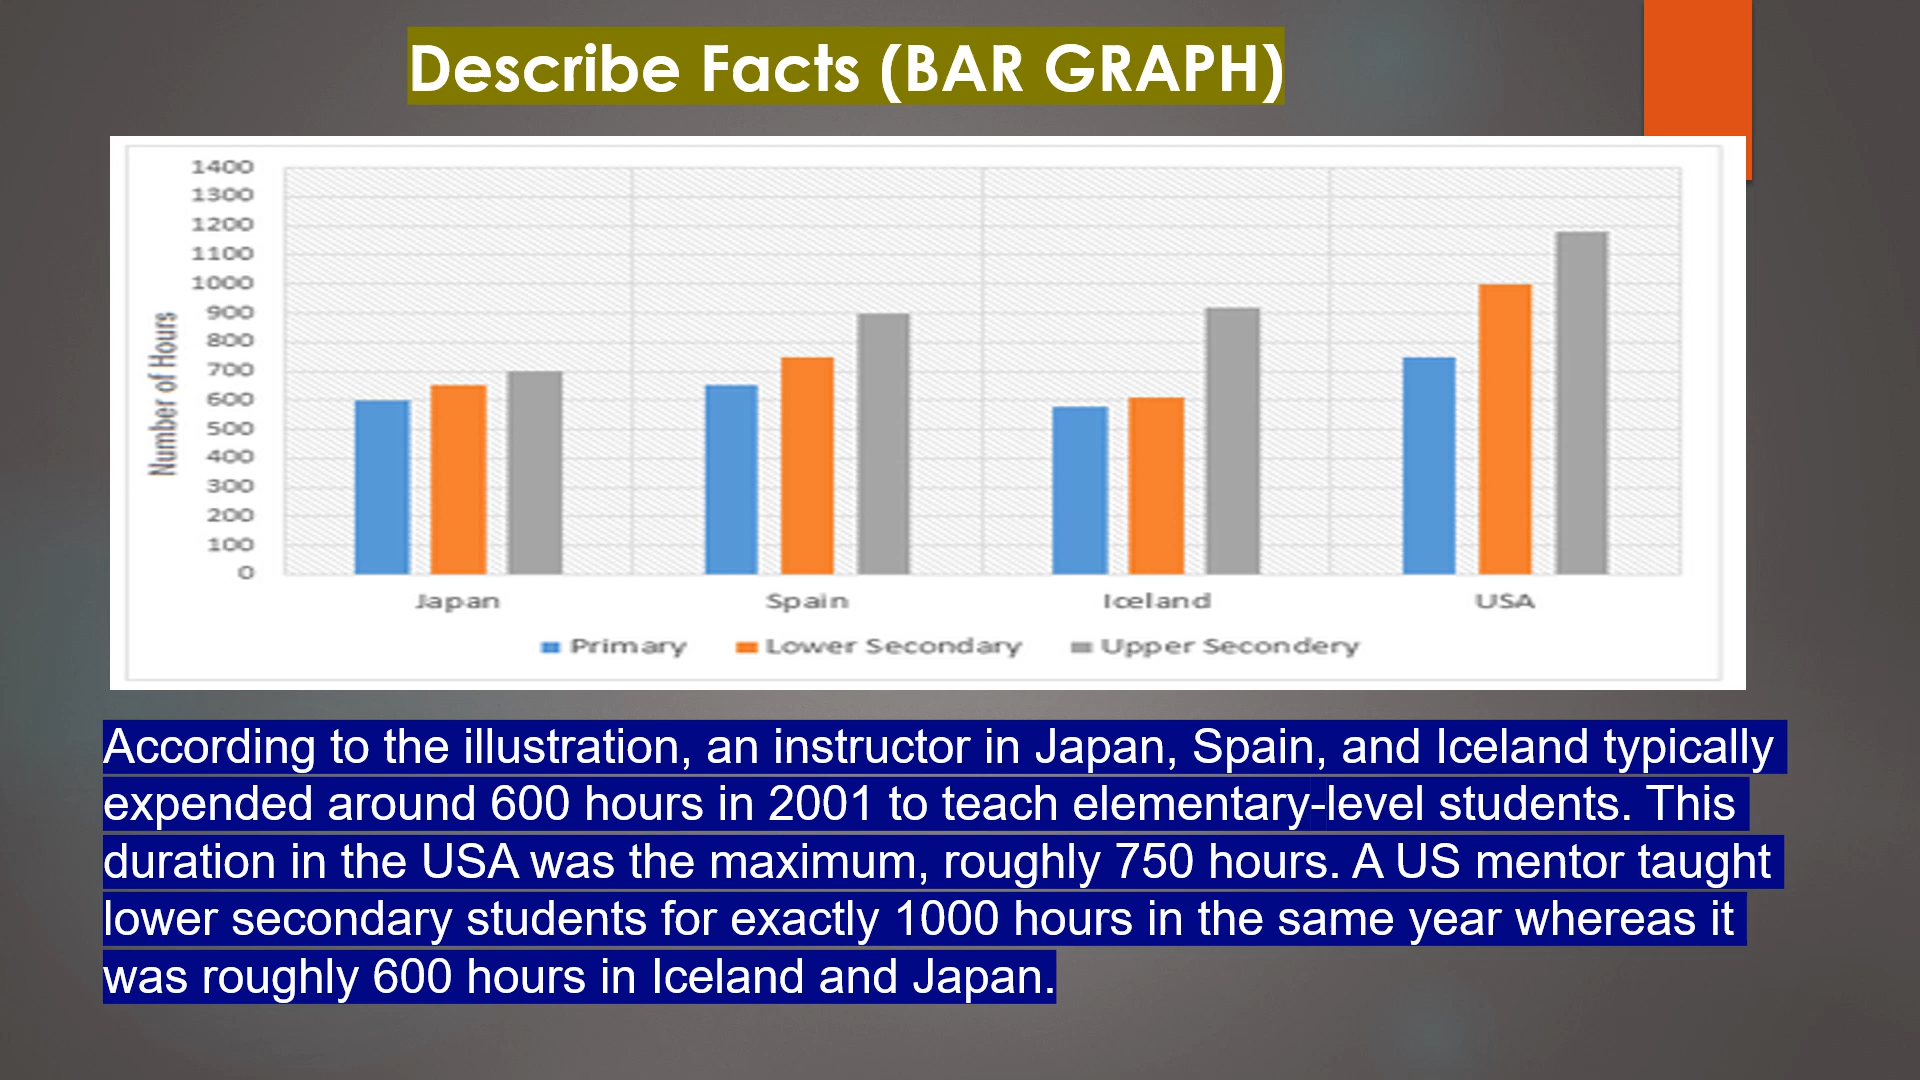 Describe Facts (BAR GRAPH)
1400
1300
1200
1100
1000
900
800
700
600
500
400
300
200
100
0
Number of Hours
Japan Spain Iceland USA
Primary Lower Secondary Upper Secondery
According to the illustration, an instructor in Japan, Spain, and Iceland typically
expended around 600 hours in 2001 to teach elementary-level students. This
duration in the USA was the maximum, roughly 750 hours. A US mentor taught
lower secondary students for exactly 1000 hours in the same year whereas it
was roughly 600 hours in Iceland and Japan.